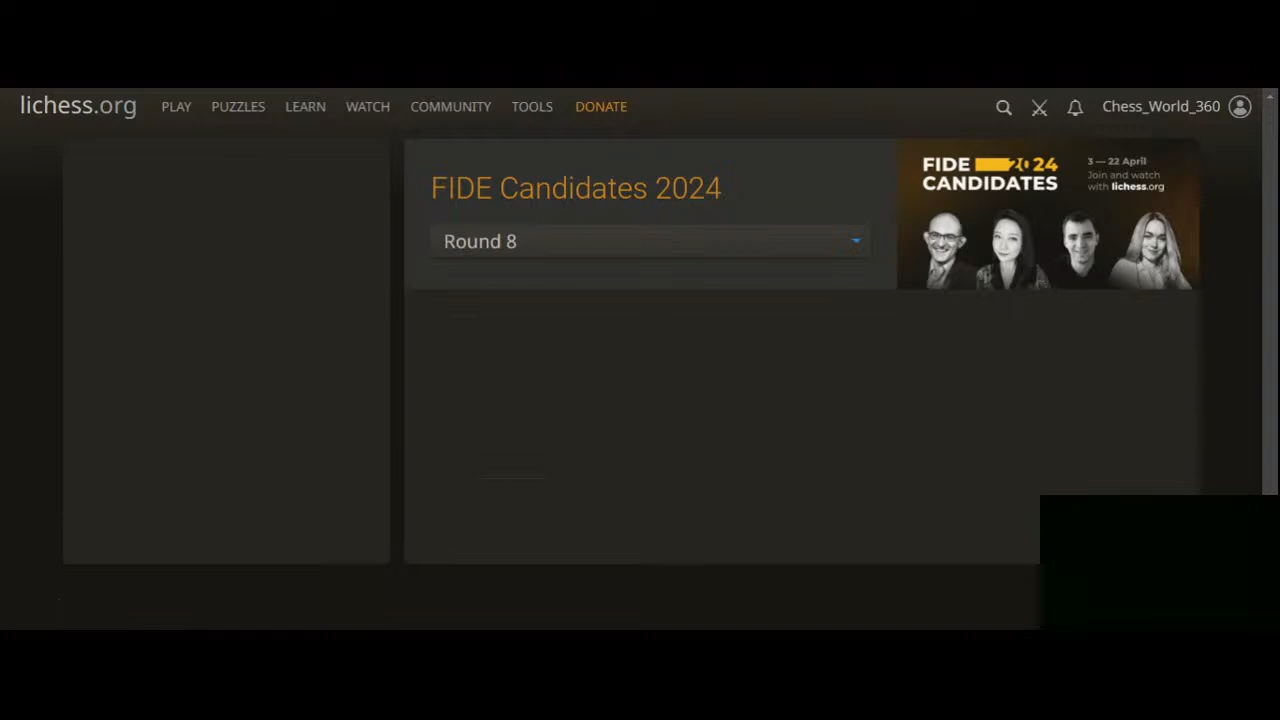 lichess.org PLAY PUZZLES LEARN WATCH COMMUNITY TOOLS DONATE Chess_World_360
FIDE Candidates 2024
Round 8
FIDE 2024
CANDIDATES
3 — 22 April
Join and watch
with lichess.org